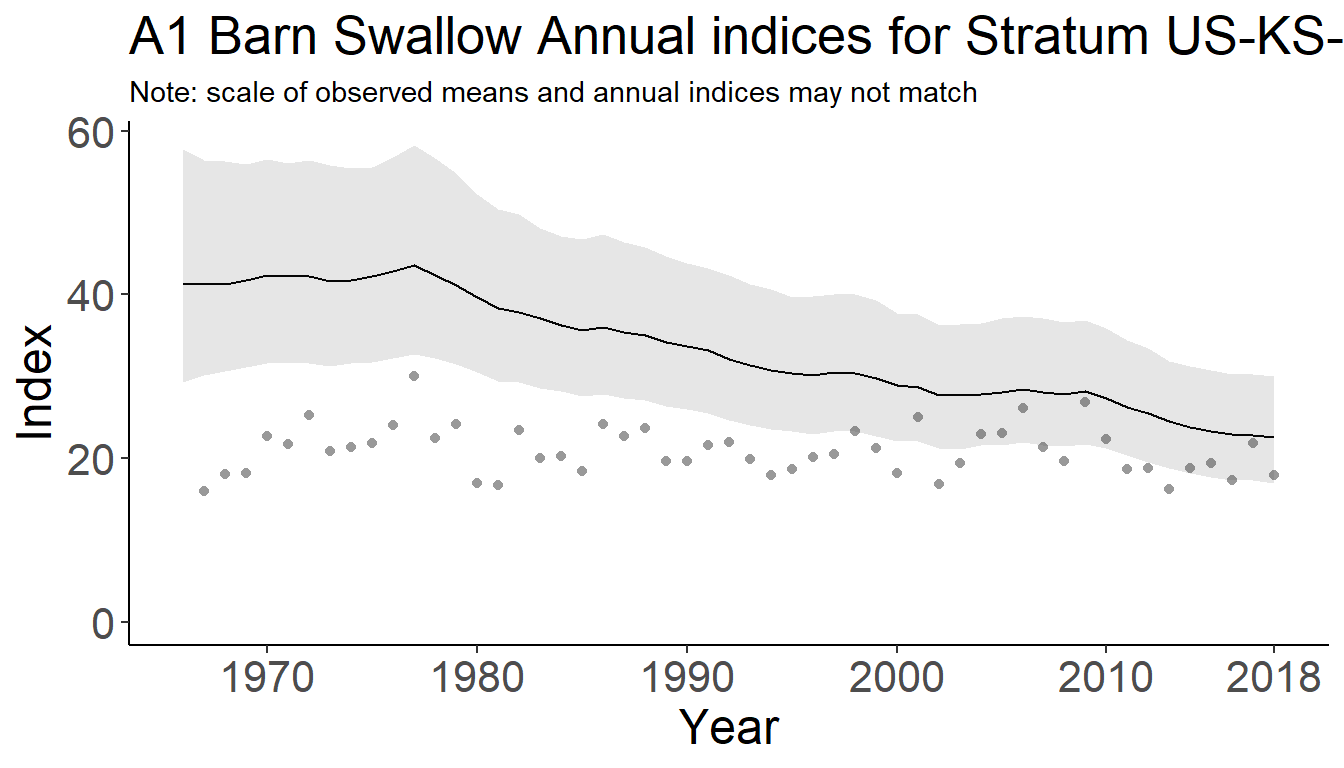 A1 Barn Swallow Annual indices for Stratum US-KS-
Note: scale of observed means and annual indices may not match
60
40
20
0
Index
1970 1980 1990 2000 2010 2018
Year